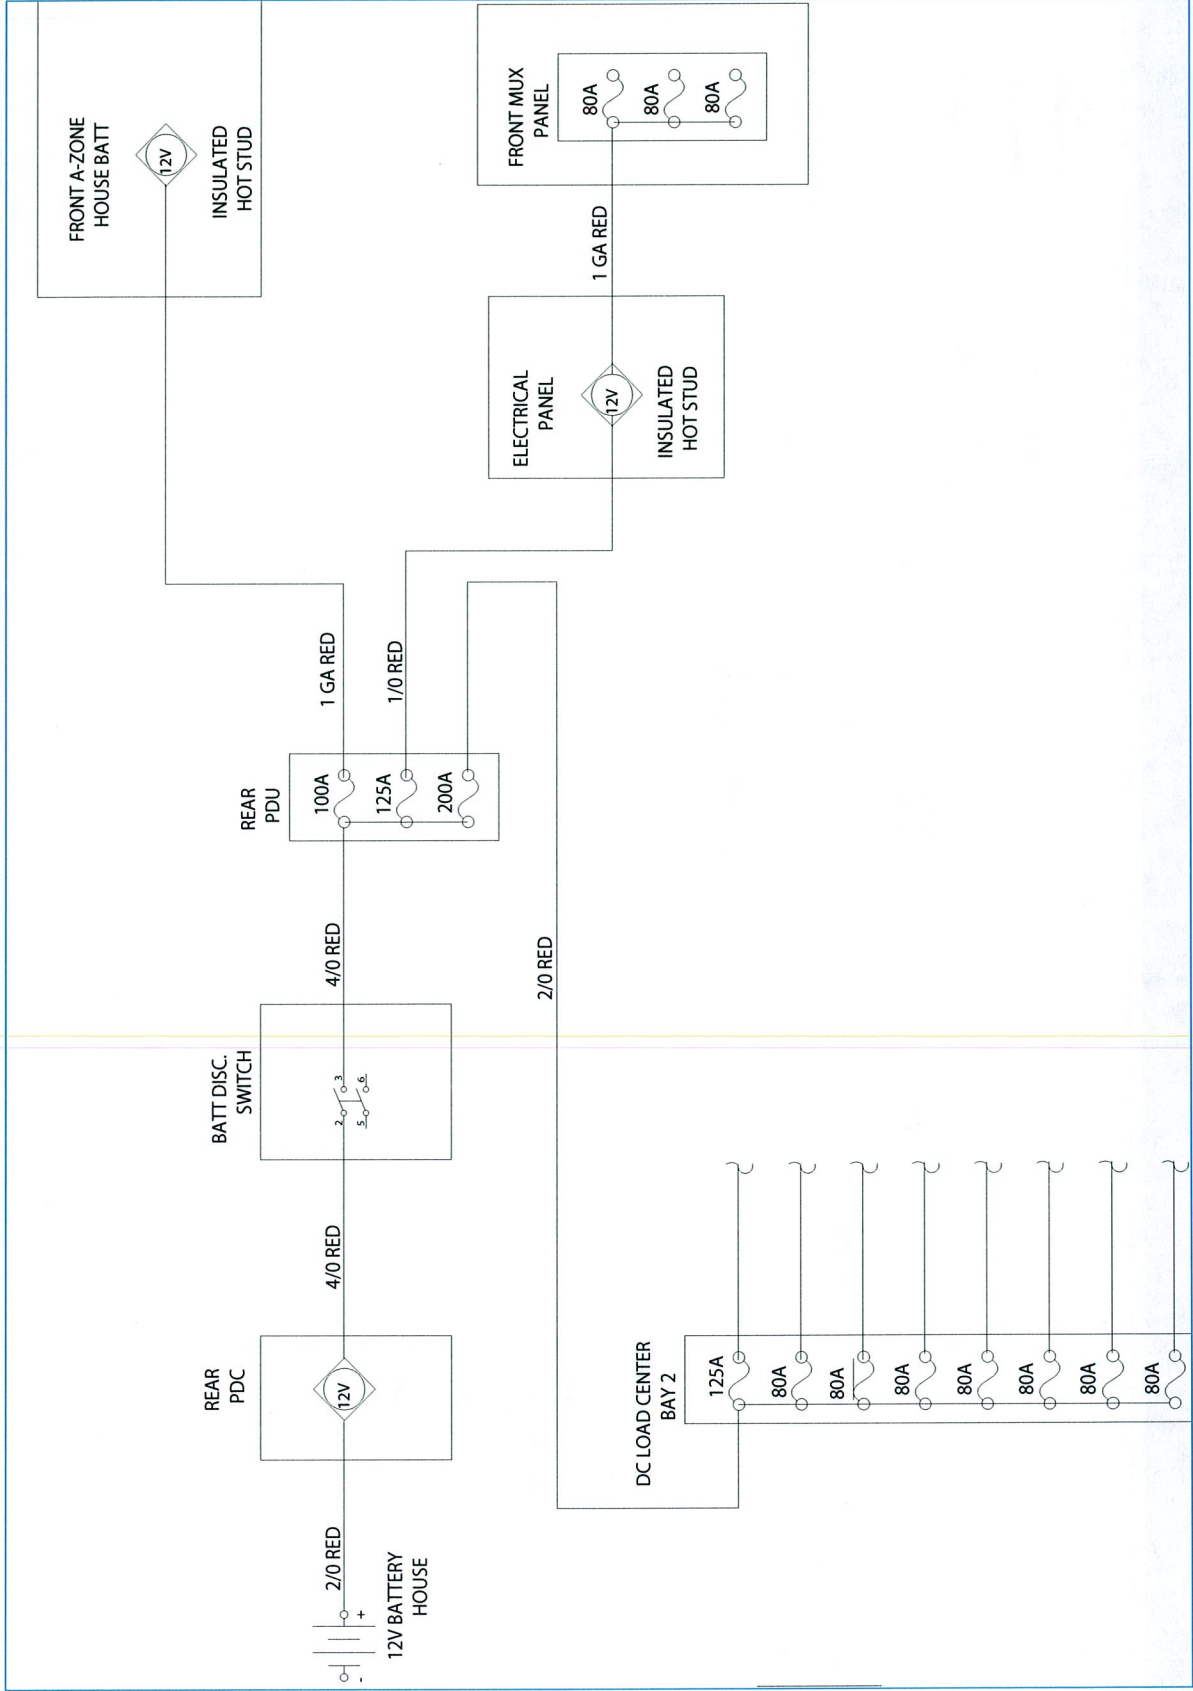 12V BATTERY
HOUSE
-
+
2/0 RED
REAR
PDC
12V
4/0 RED
BATT DISC.
SWITCH
2
3
5
6
4/0 RED
REAR
PDU
100A
125A
200A
1 GA RED
1/0 RED
2/0 RED
FRONT A-ZONE
HOUSE BATT
12V
INSULATED
HOT STUD
ELECTRICAL
PANEL
12V
INSULATED
HOT STUD
1 GA RED
FRONT MUX
PANEL
80A
80A
80A
DC LOAD CENTER
BAY 2
125A
80A
80A
80A
80A
80A
80A
80A